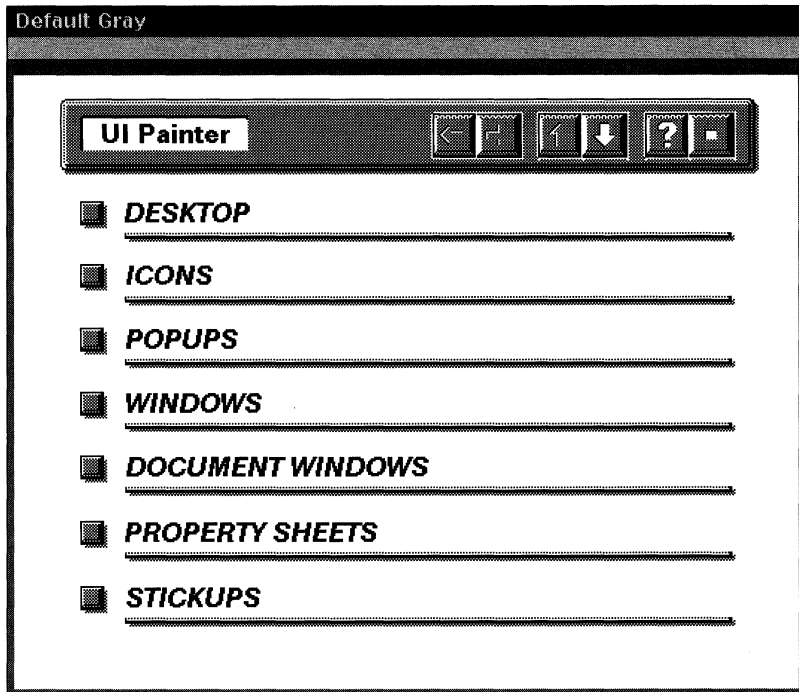 Default Gray
UI Painter ?
DESKTOP
ICONS
POPUPS
WINDOWS
DOCUMENT WINDOWS
PROPERTY SHEETS
STICKUPS